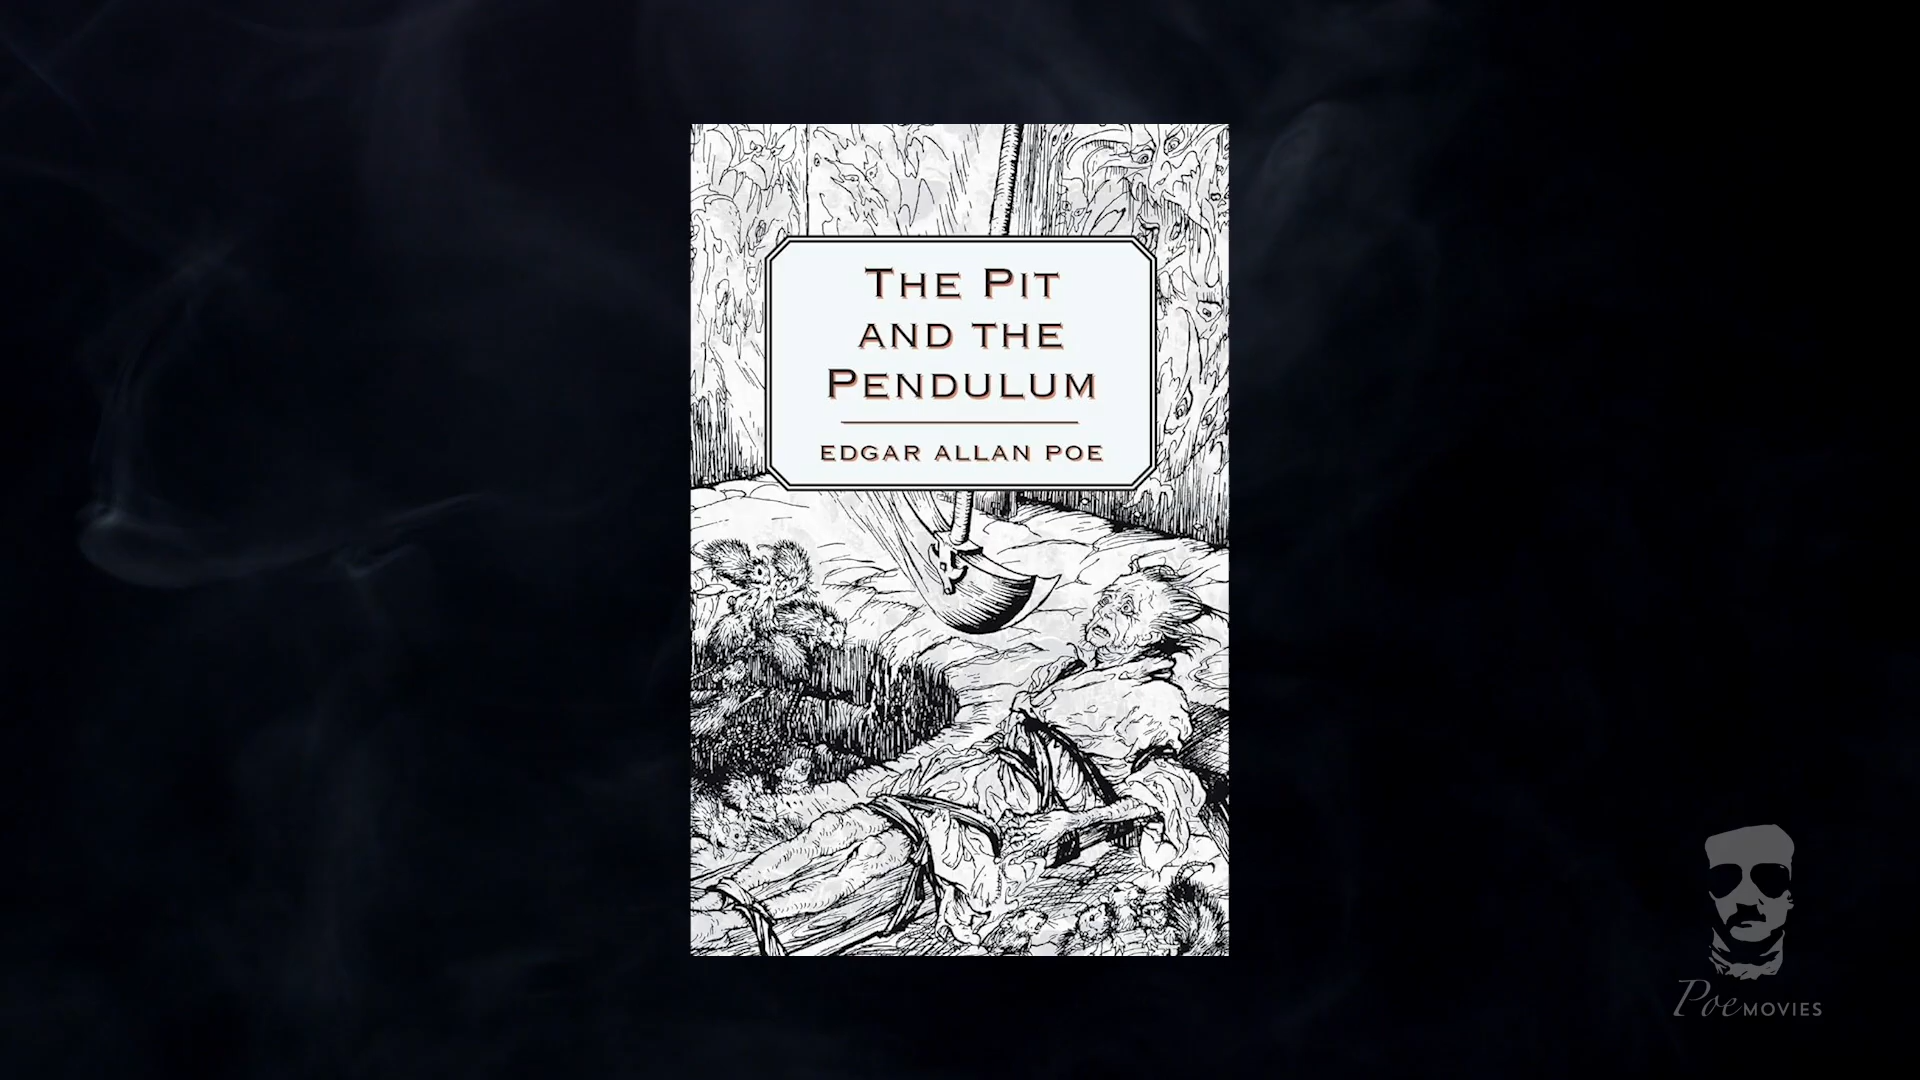 THE PIT
AND THE
PENDULUM
EDGAR ALLAN POE
Poe MOVIES